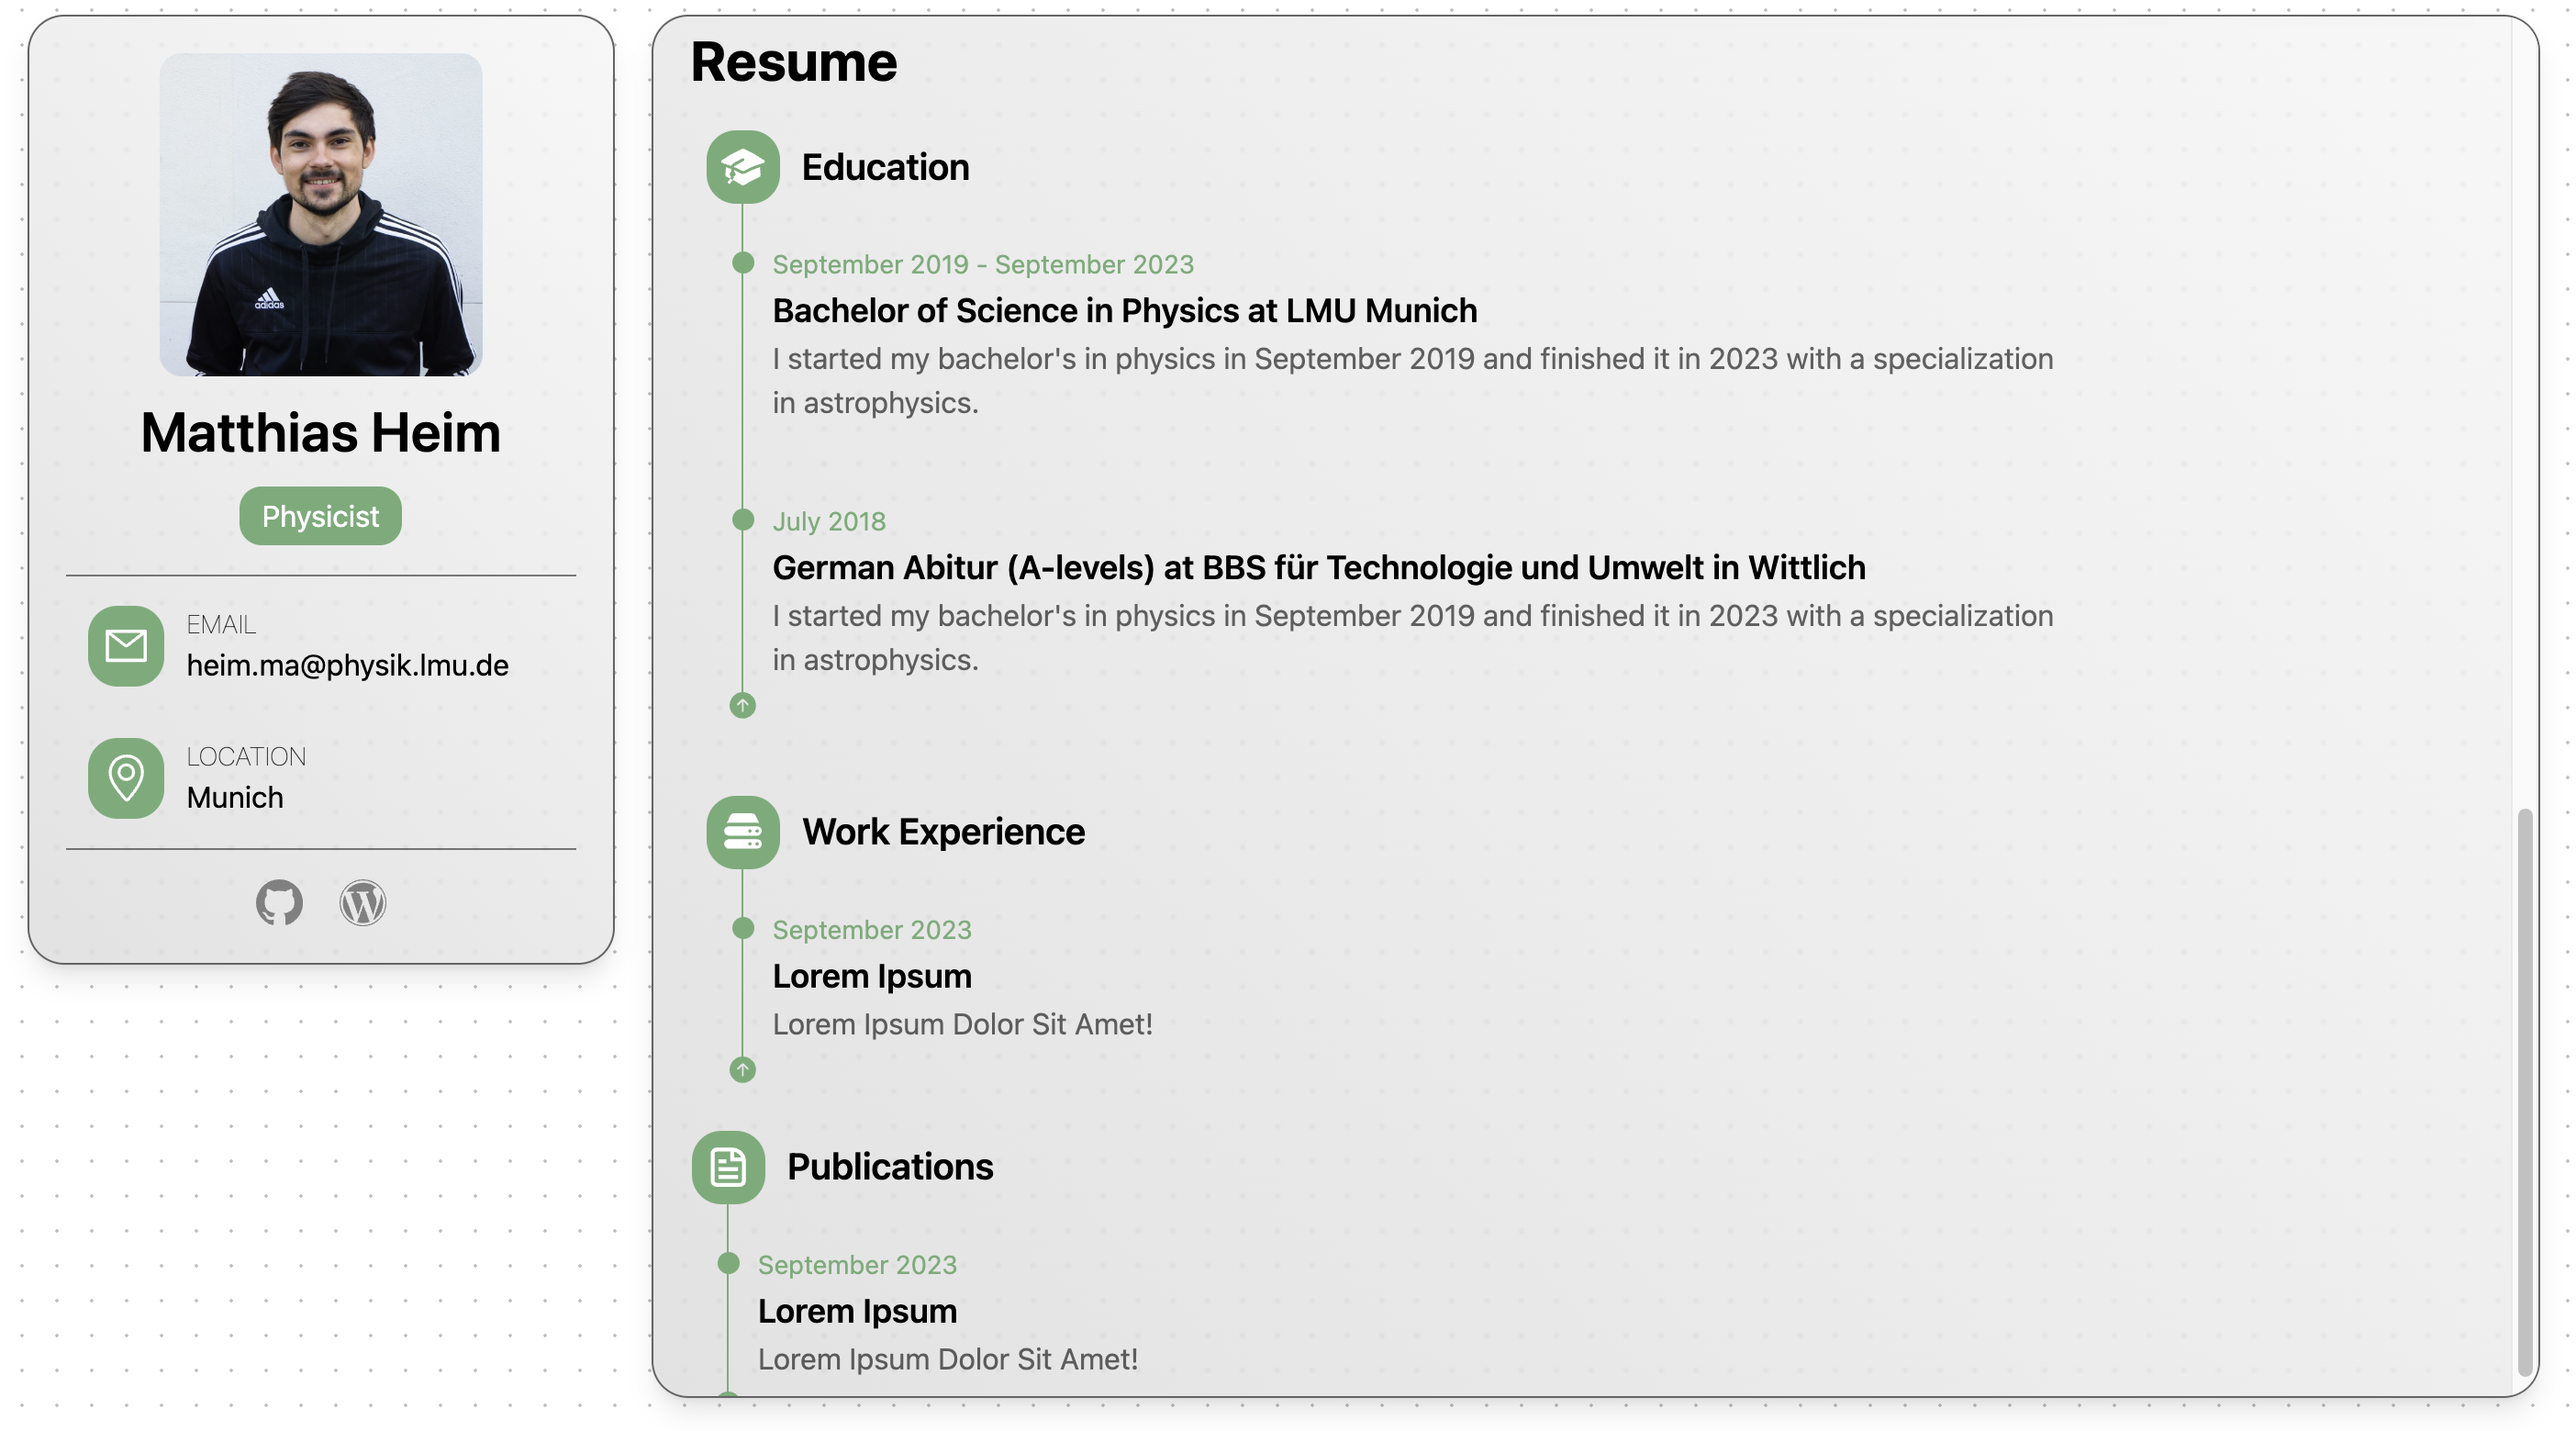 adidas
Matthias Heim
Physicist
EMAIL
heim.ma@physik.lmu.de
LOCATION
Munich
Resume
Education
September 2019 - September 2023
Bachelor of Science in Physics at LMU Munich
I started my bachelor's in physics in September 2019 and finished it in 2023 with a specialization
in astrophysics.
July 2018
German Abitur (A-levels) at BBS für Technologie und Umwelt in Wittlich
I started my bachelor's in physics in September 2019 and finished it in 2023 with a specialization
in astrophysics.
Work Experience
September 2023
Lorem Ipsum
Lorem Ipsum Dolor Sit Amet!
Publications
September 2023
Lorem Ipsum
Lorem Ipsum Dolor Sit Amet!